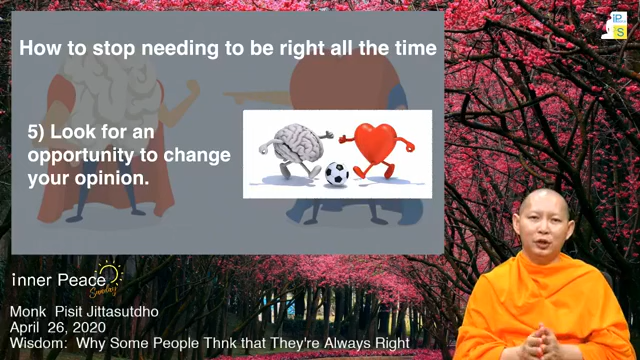 How to stop needing to be right all the time
iP
S
5) Look for an
opportunity to change
your opinion.
inner Peace
Sunday
Monk Pisit Jittasutdho
April 26, 2020
Wisdom: Why Some People Thnk that They're Always Right